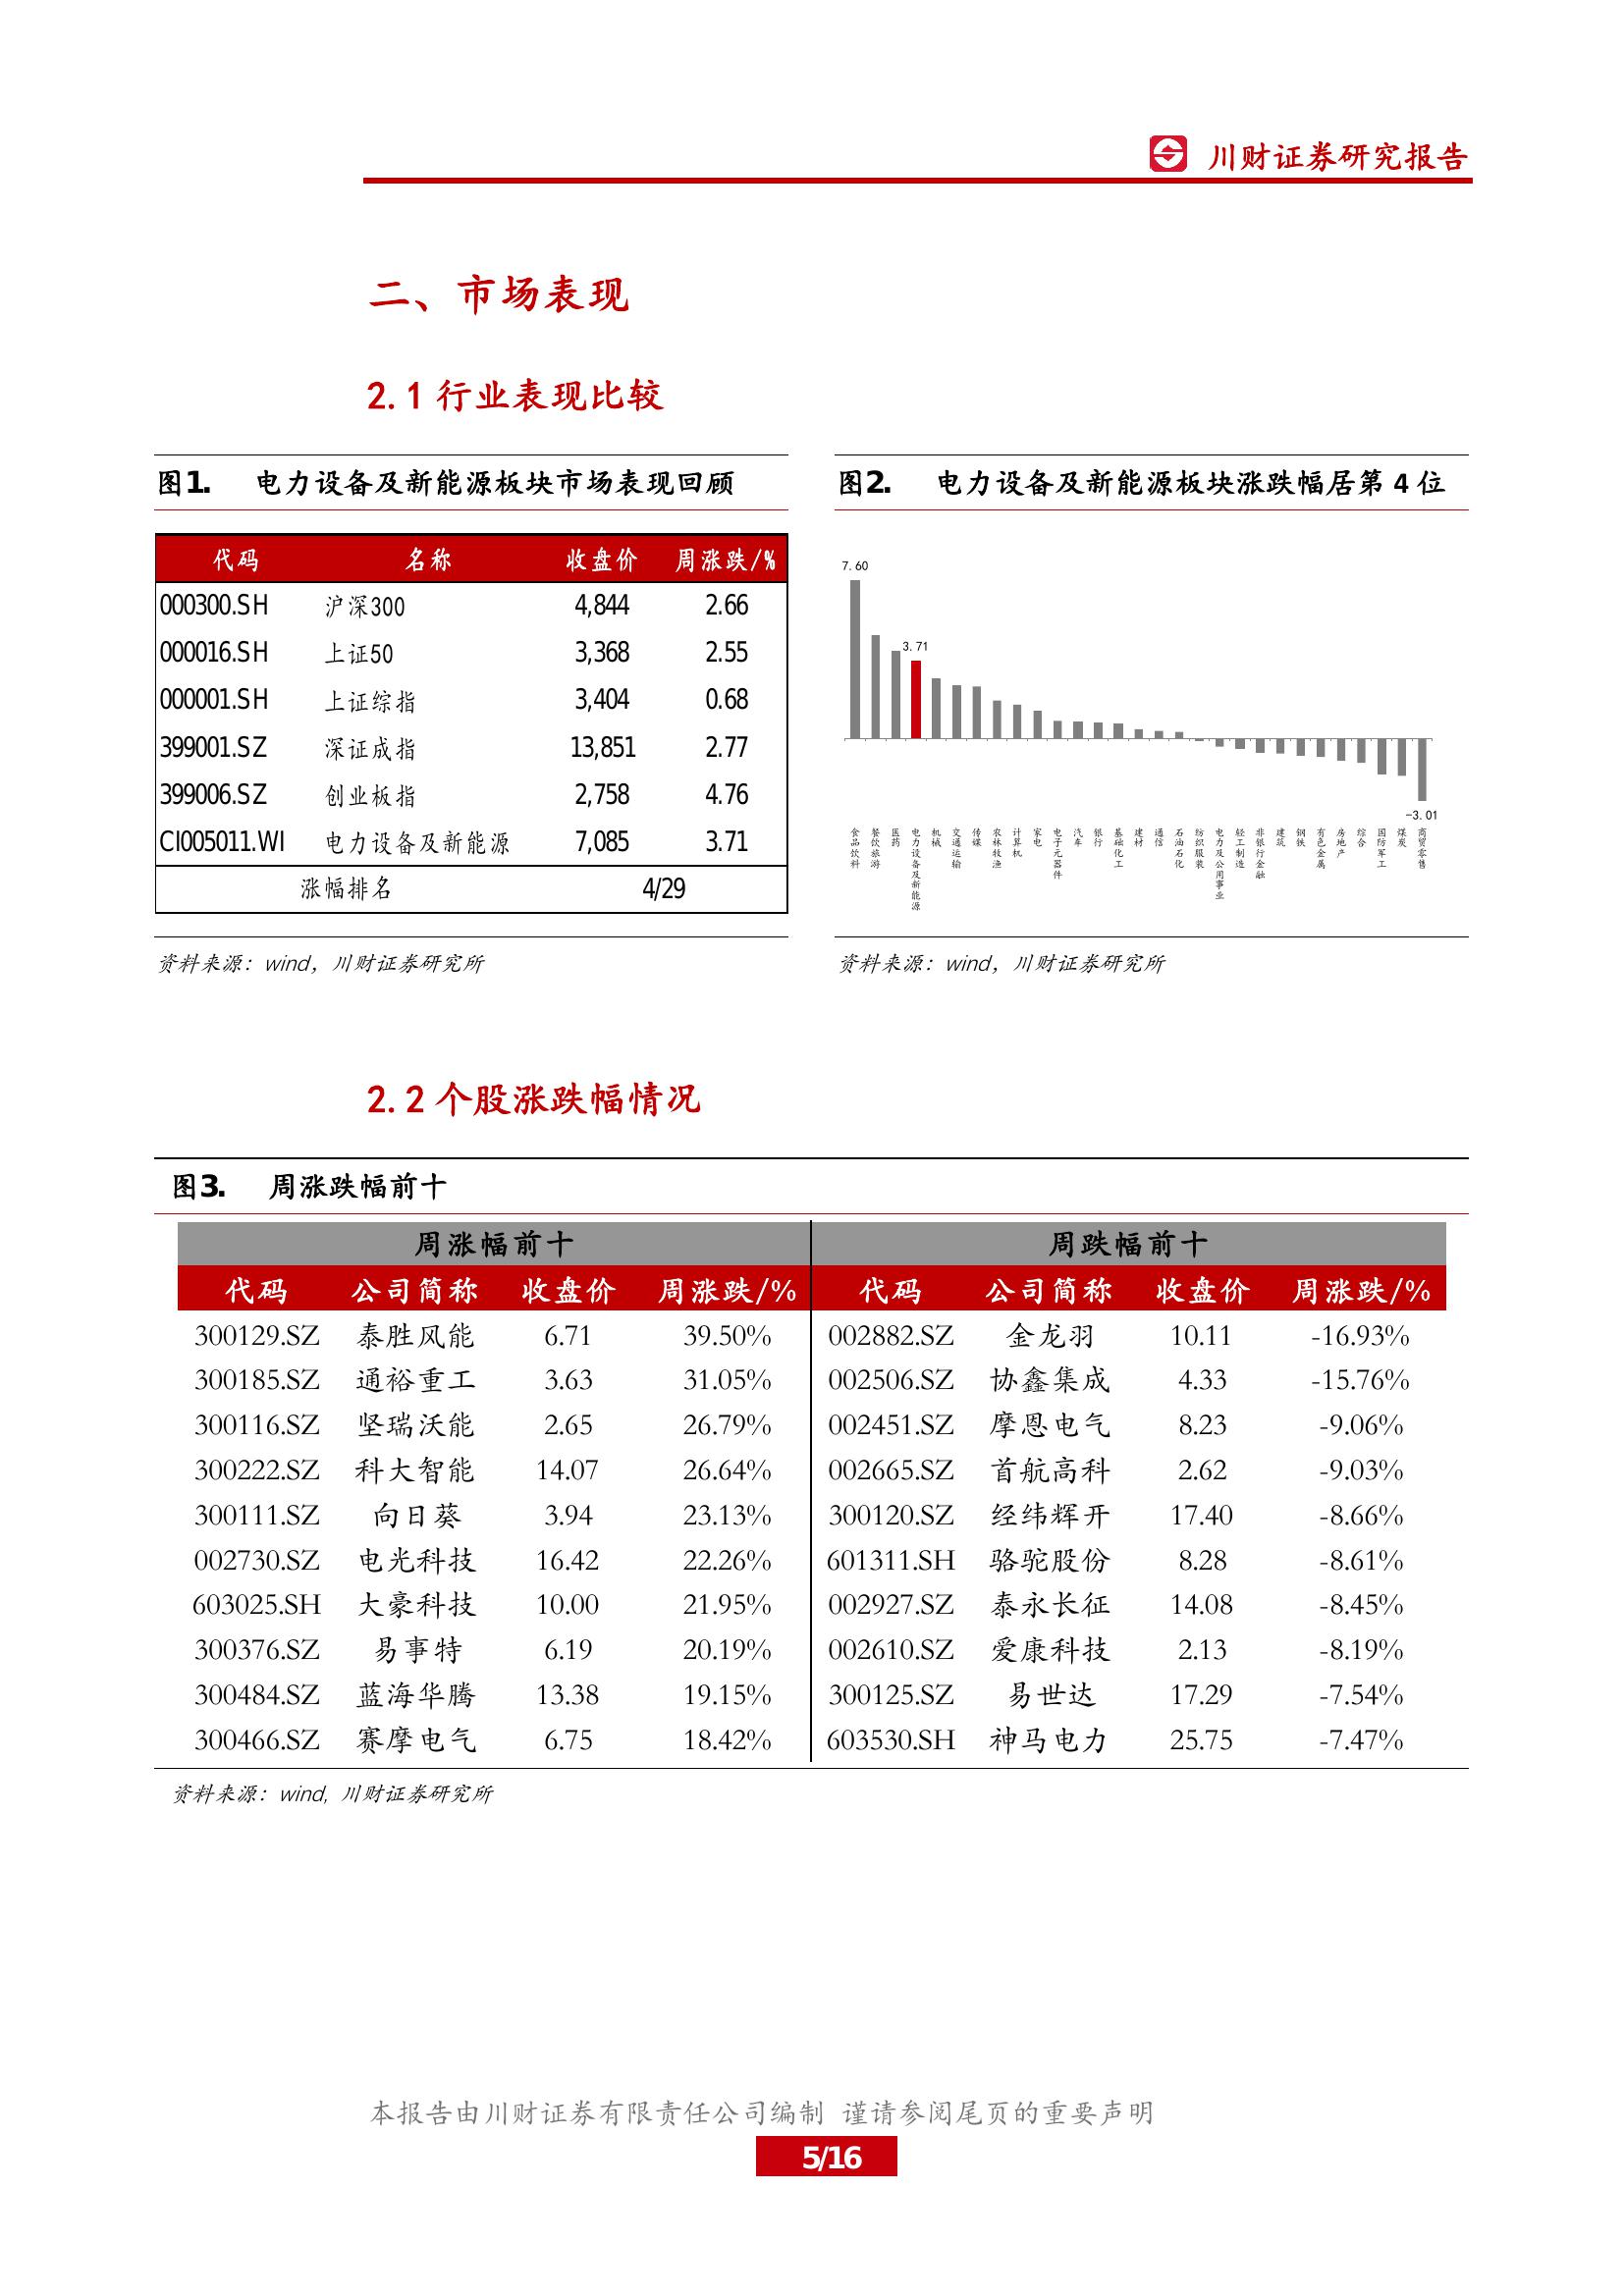 川财证券研究报告
二、市场表现
2.1 行业表现比较
图1. 电力设备及新能源板块市场表现回顾
代码 名称 收盘价 周涨跌/%
000300.SH 沪深300 4,844 2.66
000016.SH 上证50 3,368 2.55
000001.SH 上证综指 3,404 0.68
399001.SZ 深证成指 13,851 2.77
399006.SZ 创业板指 2,758 4.76
CI005011.WI 电力设备及新能源 7,085 3.71
涨幅排名 4/29
资料来源：wind，川财证券研究所
图2. 电力设备及新能源板块涨跌幅居第 4 位
7.60
3.71
-3.01
食品饮料
餐饮旅游
医药
电力设备及新能源
机械
交通运输
传媒
农林牧渔
计算机
家电
电子元器件
汽车
银行
基础化工
建材
通信
石油石化
纺织服装
电力及公用事业
轻工制造
非银行金融
建筑
钢铁
有色金属
房地产
综合
国防军工
煤炭
商贸零售
资料来源：wind，川财证券研究所
2.2 个股涨跌幅情况
图3. 周涨跌幅前十
周涨幅前十 周跌幅前十
代码 公司简称 收盘价 周涨跌/% 代码 公司简称 收盘价 周涨跌/%
300129.SZ 泰胜风能 6.71 39.50% 002882.SZ 金龙羽 10.11 -16.93%
300185.SZ 通裕重工 3.63 31.05% 002506.SZ 协鑫集成 4.33 -15.76%
300116.SZ 坚瑞沃能 2.65 26.79% 002451.SZ 摩恩电气 8.23 -9.06%
300222.SZ 科大智能 14.07 26.64% 002665.SZ 首航高科 2.62 -9.03%
300111.SZ 向日葵 3.94 23.13% 300120.SZ 经纬辉开 17.40 -8.66%
002730.SZ 电光科技 16.42 22.26% 601311.SH 骆驼股份 8.28 -8.61%
603025.SH 大豪科技 10.00 21.95% 002927.SZ 泰永长征 14.08 -8.45%
300376.SZ 易事特 6.19 20.19% 002610.SZ 爱康科技 2.13 -8.19%
300484.SZ 蓝海华腾 13.38 19.15% 300125.SZ 易世达 17.29 -7.54%
300466.SZ 赛摩电气 6.75 18.42% 603530.SH 神马电力 25.75 -7.47%
资料来源：wind, 川财证券研究所
本报告由川财证券有限责任公司编制 谨请参阅尾页的重要声明
5/16